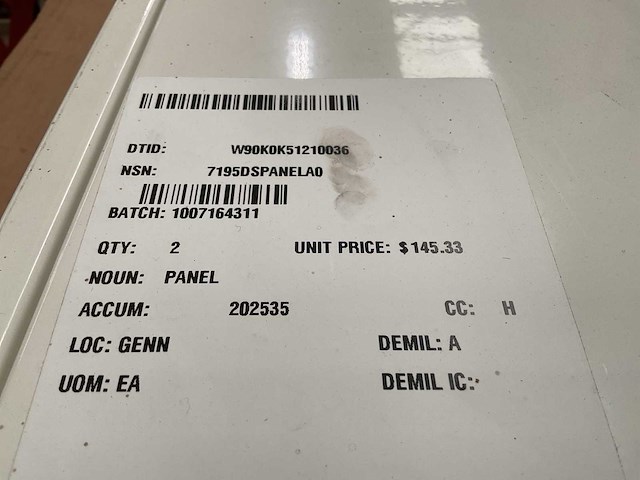 DTID: W90K0K51210036
NSN: 7195DSPANELA0
BATCH: 1007164311
QTY: 2 UNIT PRICE: $145.33
NOUN: PANEL
ACCUM: 202535 CC: H
LOC: GENN DEMIL: A
UOM: EA DEMIL IC: